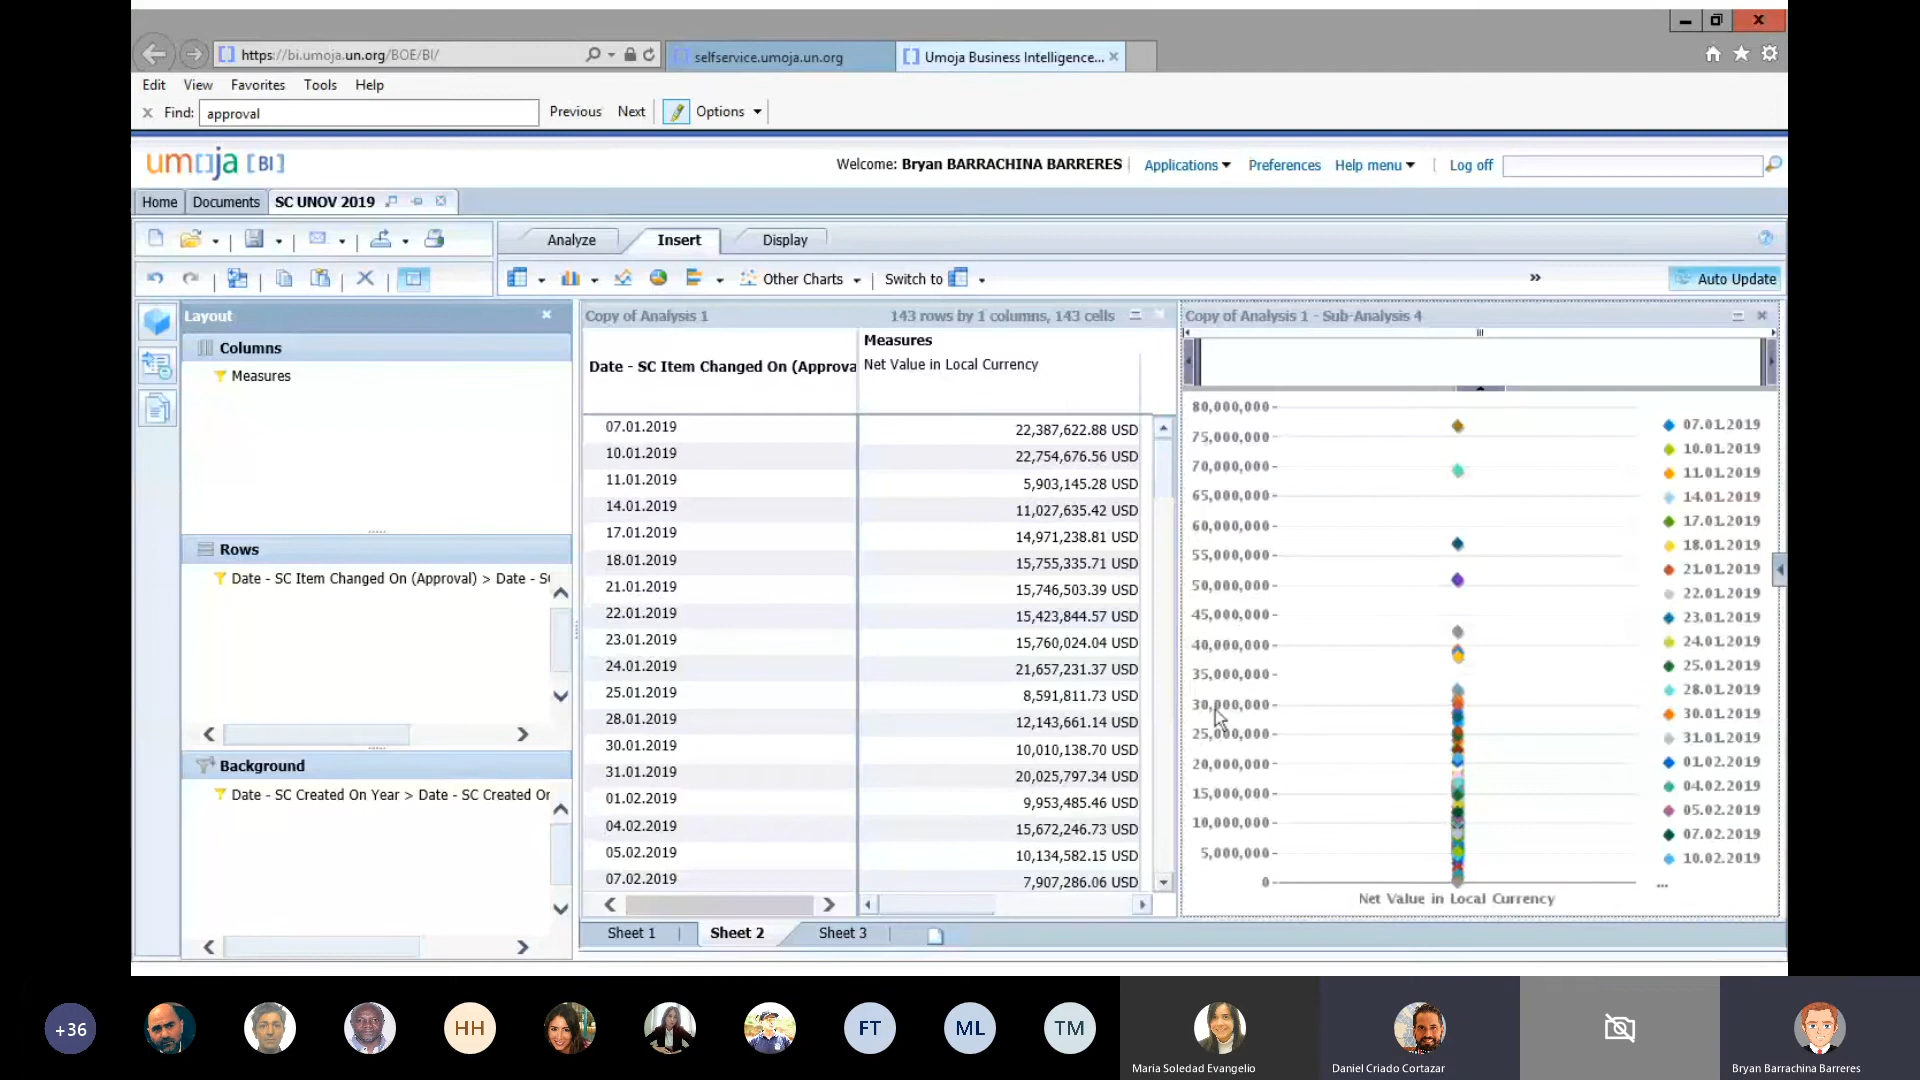 https://bi.umoja.un.org/BOE/BI/
selfservice.umoja.un.org
Umoja Business Intelligence...
Edit View Favorites Tools Help
Find: approval Previous Next Options
umoja [BI]
Welcome: Bryan BARRACHINA BARRERES Applications Preferences Help menu Log off
Home Documents SC UNOV 2019
Analyze Insert Display
Other Charts Switch to » Auto Update
Layout
Columns
Measures
Rows
Date - SC Item Changed On (Approval) > Date - S
Background
Date - SC Created On Year > Date - SC Created Or
Copy of Analysis 1 143 rows by 1 columns, 143 cells
Measures
Date - SC Item Changed On (Approva Net Value in Local Currency
07.01.2019 22,387,622.88 USD
10.01.2019 22,754,676.56 USD
11.01.2019 5,903,145.28 USD
14.01.2019 11,027,635.42 USD
17.01.2019 14,971,238.81 USD
18.01.2019 15,755,335.71 USD
21.01.2019 15,746,503.39 USD
22.01.2019 15,423,844.57 USD
23.01.2019 15,760,024.04 USD
24.01.2019 21,657,231.37 USD
25.01.2019 8,591,811.73 USD
28.01.2019 12,143,661.14 USD
30.01.2019 10,010,138.70 USD
31.01.2019 20,025,797.34 USD
01.02.2019 9,953,485.46 USD
04.02.2019 15,672,246.73 USD
05.02.2019 10,134,582.15 USD
07.02.2019 7,907,286.06 USD
Sheet 1 Sheet 2 Sheet 3
Copy of Analysis 1 - Sub-Analysis 4
80,000,000
75,000,000
70,000,000
65,000,000
60,000,000
55,000,000
50,000,000
45,000,000
40,000,000
35,000,000
30,000,000
25,000,000
20,000,000
15,000,000
10,000,000
5,000,000
0
Net Value in Local Currency
07.01.2019
10.01.2019
11.01.2019
14.01.2019
17.01.2019
18.01.2019
21.01.2019
22.01.2019
23.01.2019
24.01.2019
25.01.2019
28.01.2019
30.01.2019
31.01.2019
01.02.2019
04.02.2019
05.02.2019
07.02.2019
10.02.2019
...
+36 HH FT ML TM
Maria Soledad Evangelio Daniel Criado Cortazar Bryan Barrachina Barreres